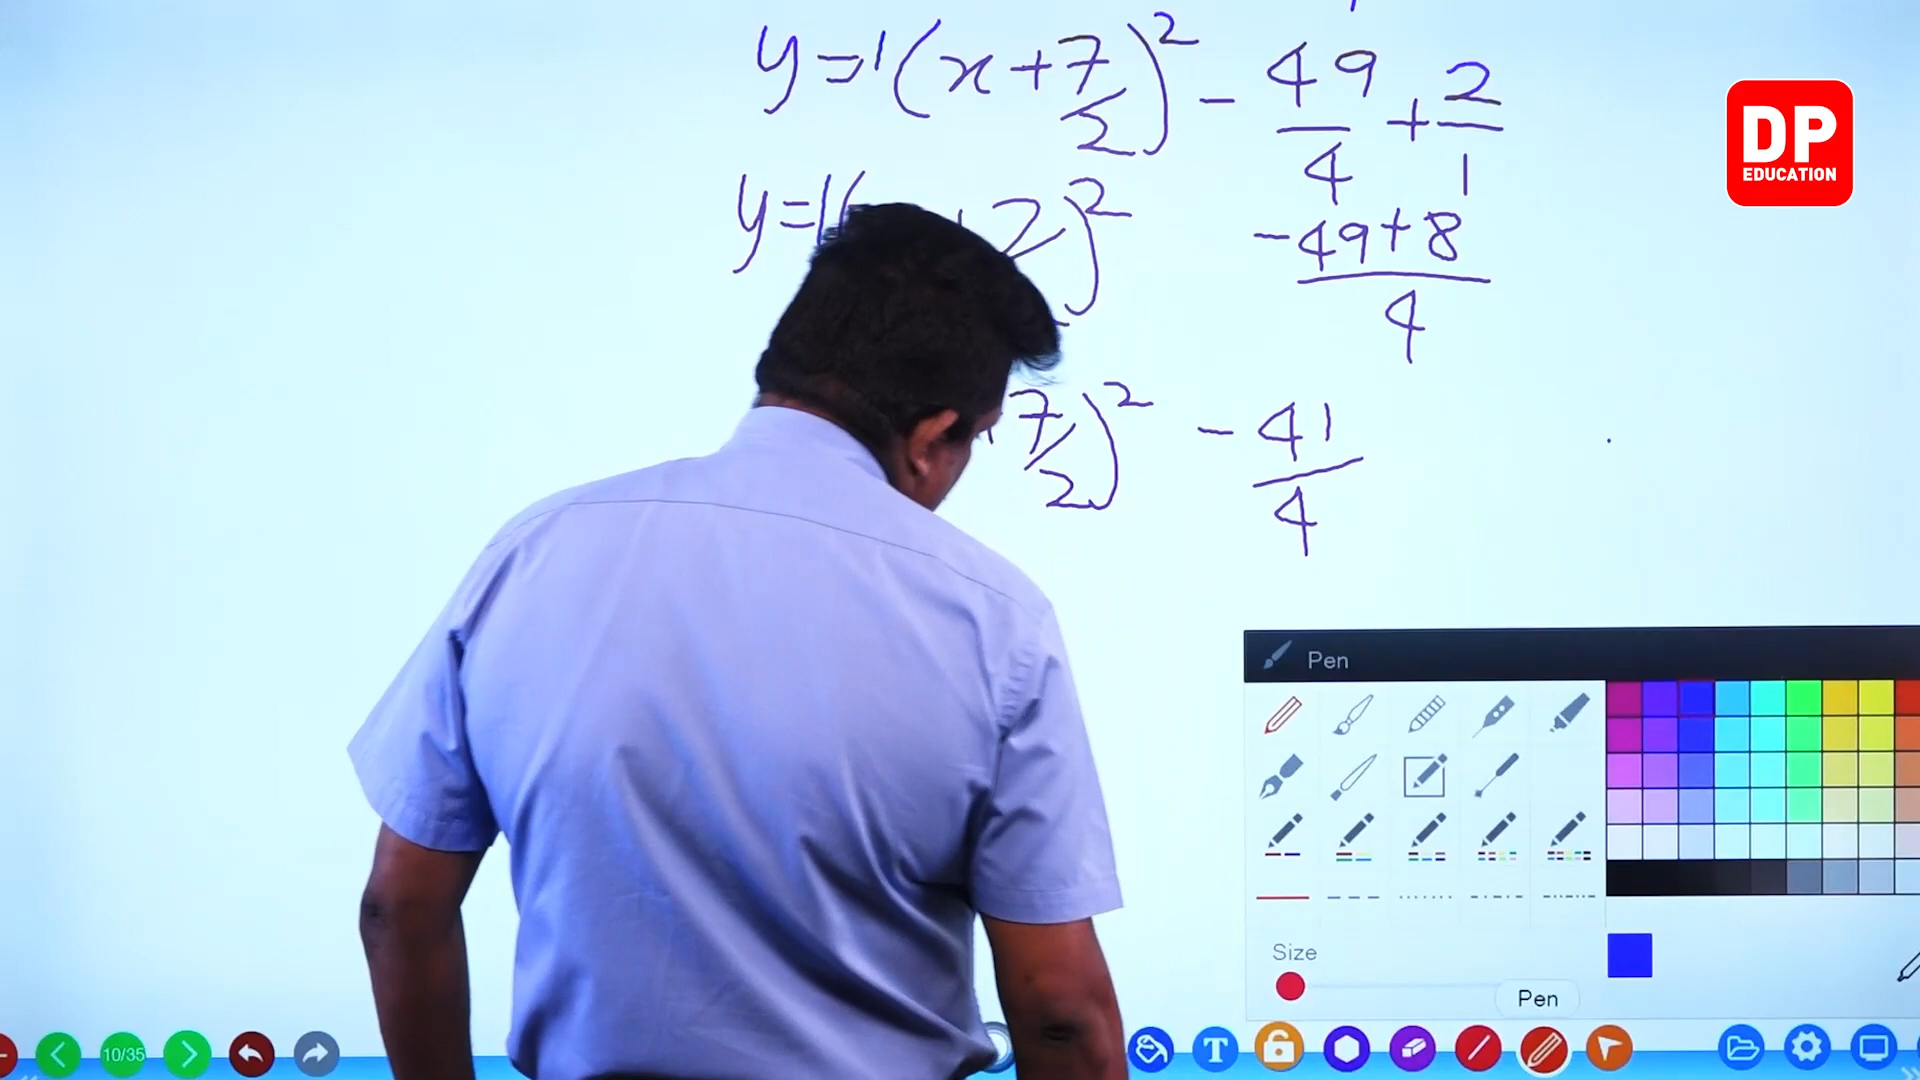 y=1(x+7/2)² - 49/4 + 2/1
y=1( +7 )² -49+8/4
7/2)² - 41/4
DP
EDUCATION
Pen
Size
Pen
10/35
T